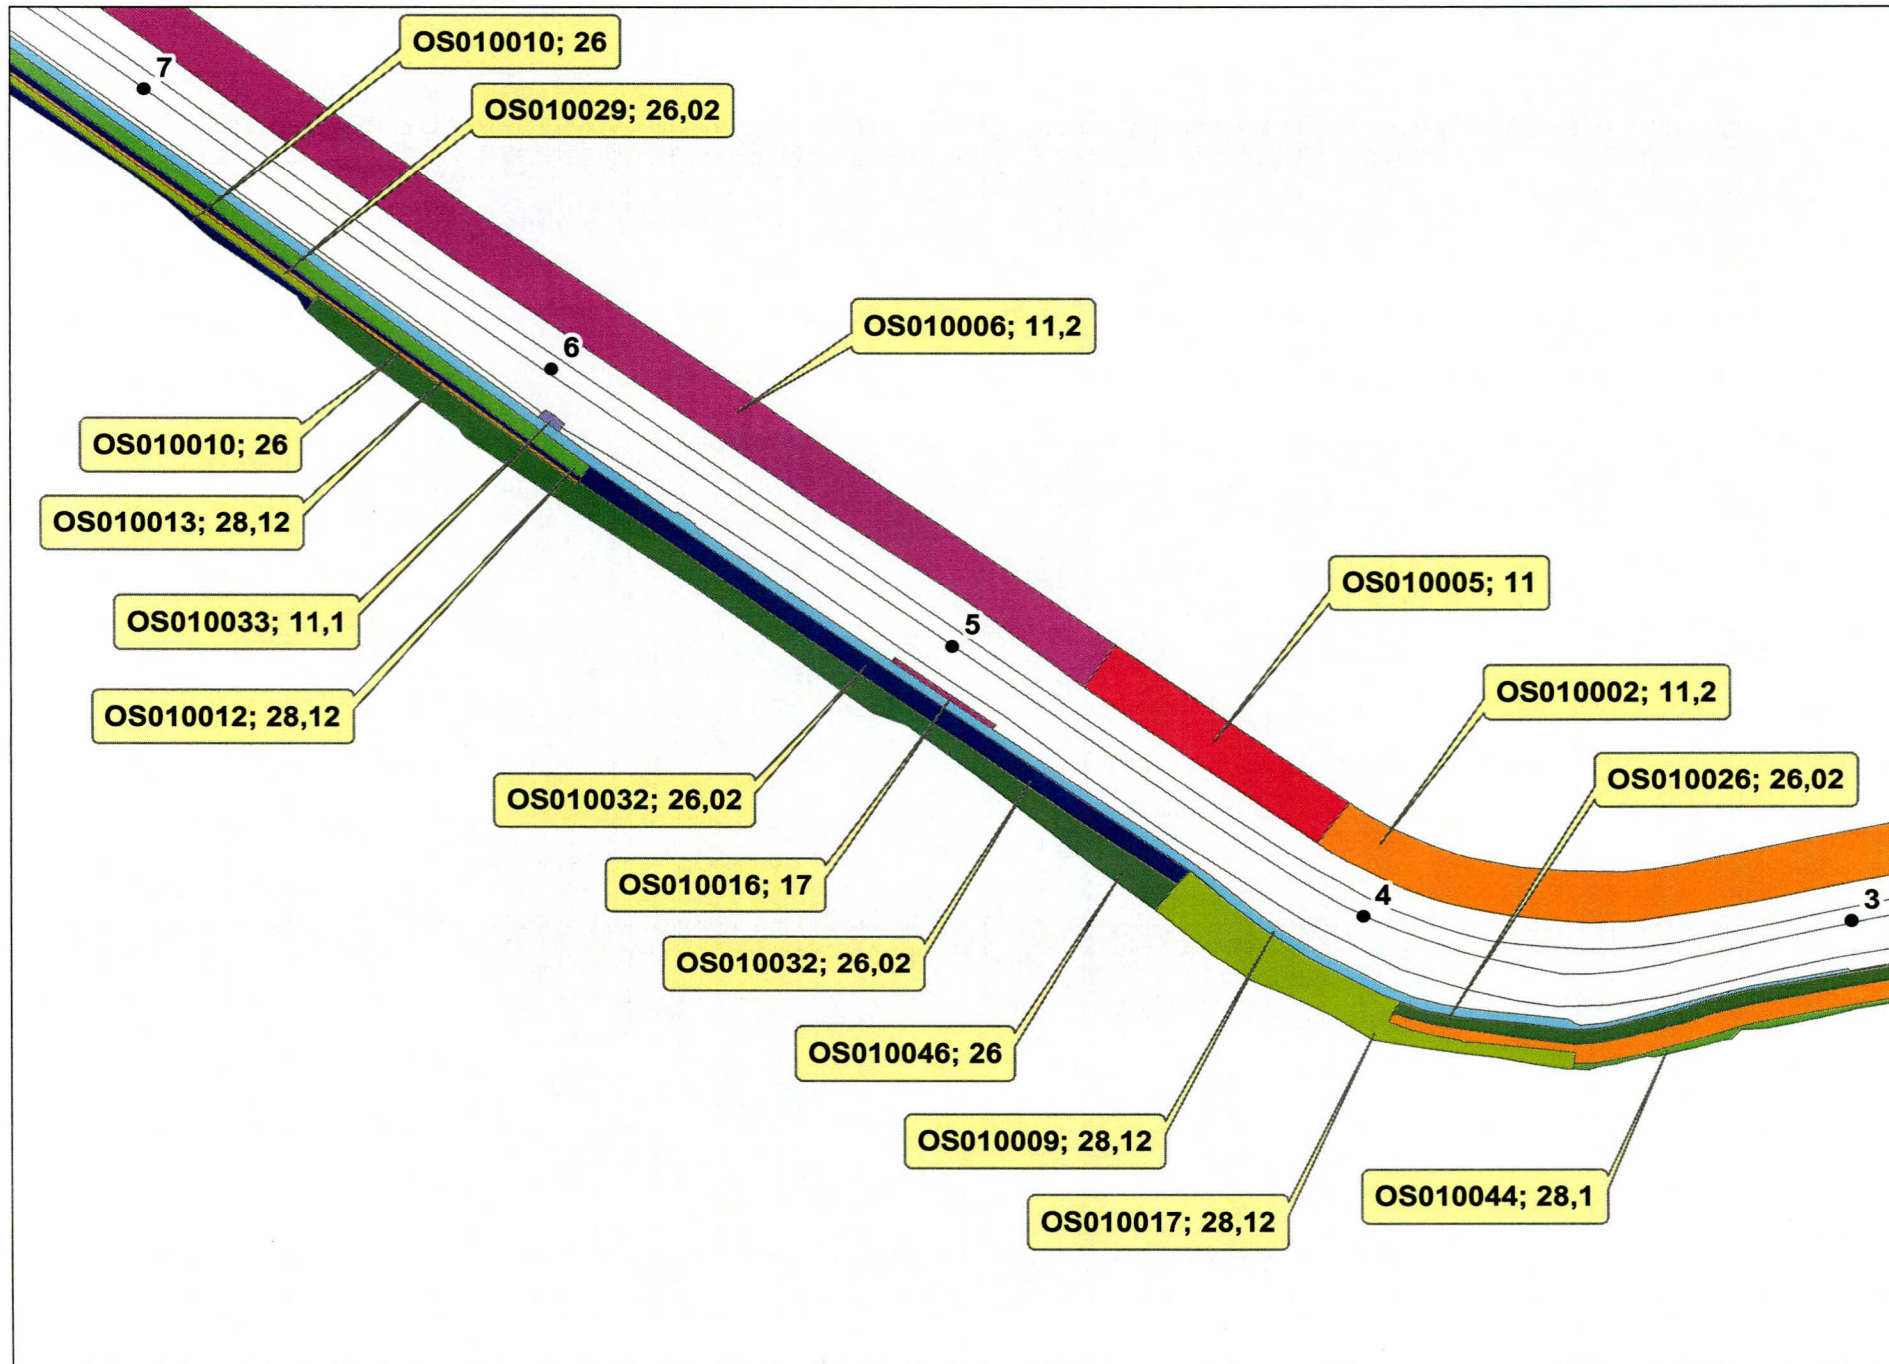 OS010010; 26
7
OS010029; 26,02
OS010006; 11,2
6
OS010010; 26
OS010013; 28,12
OS010005; 11
OS010033; 11,1
5
OS010002; 11,2
OS010012; 28,12
OS010026; 26,02
OS010032; 26,02
OS010016; 17
4
3
OS010032; 26,02
OS010046; 26
OS010009; 28,12
OS010044; 28,1
OS010017; 28,12